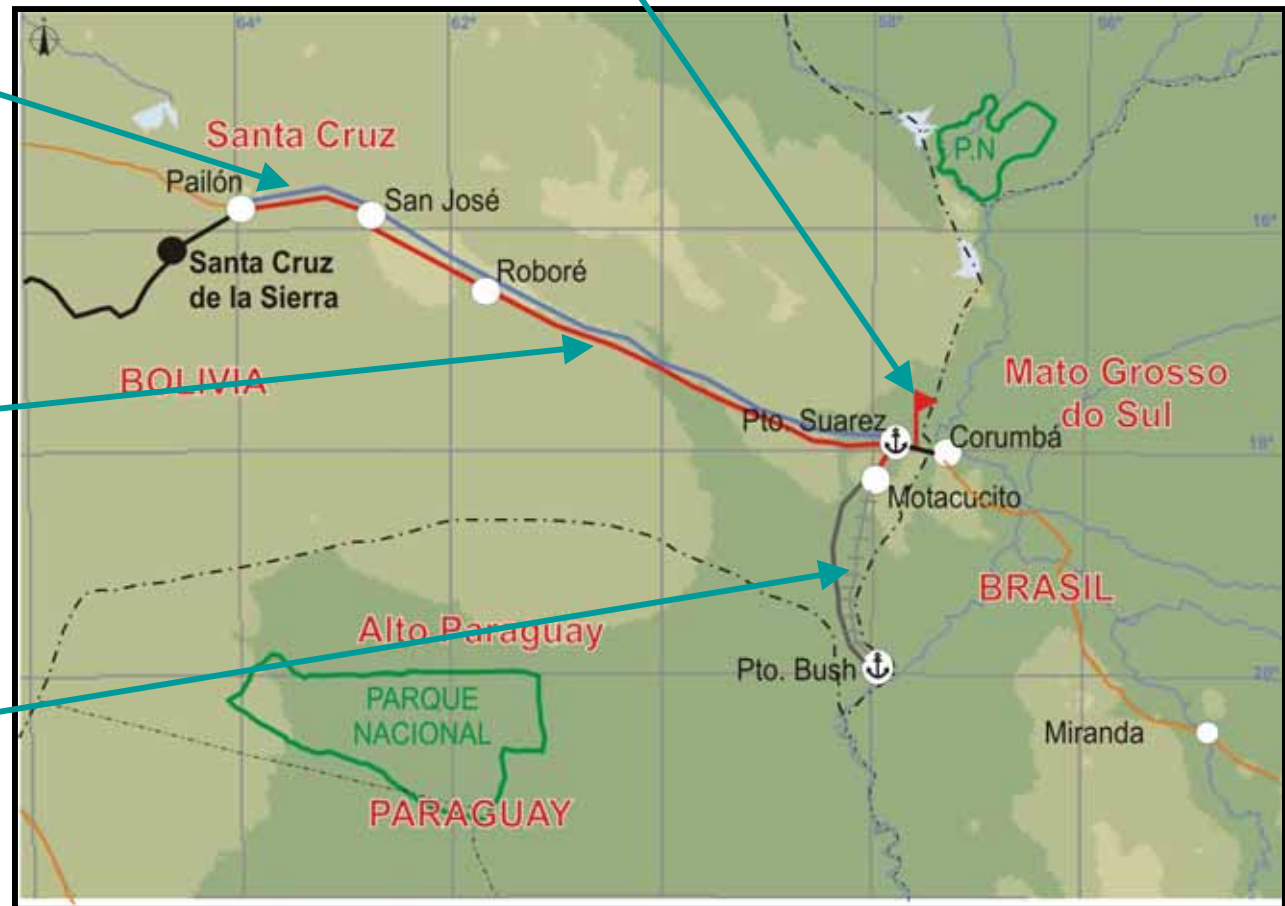 64°
62°
58°
56°
Santa Cruz
P.N
Pailón
San José
16°
Santa Cruz
de la Sierra
Roboré
BOLIVIA
Mato Grosso
do Sul
Pto. Suarez
Corumbá
18°
Motacucito
BRASIL
Alto Paraguay
Pto. Bush
20°
PARQUE
NACIONAL
Miranda
PARAGUAY